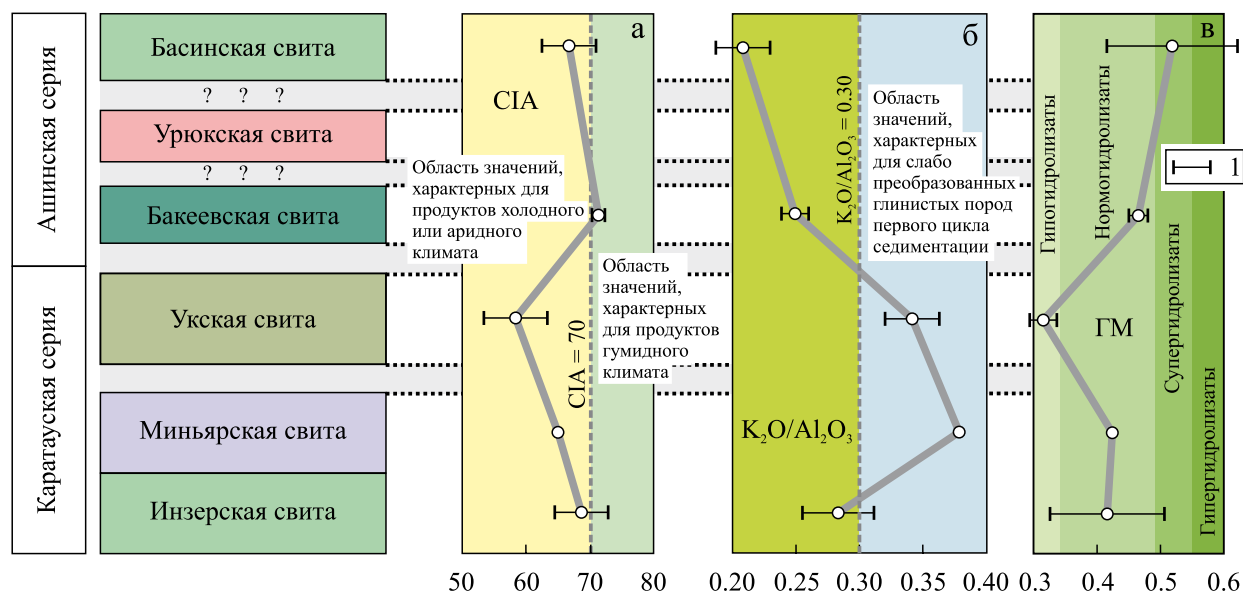 Ашинская серия
Каратауская серия
Басинская свита
? ? ?
Урюкская свита
? ? ?
Бакеевская свита
Укская свита
Миньярская свита
Инзерская свита
а
CIA
Область значений,
характерных для
продуктов холодного
или аридного
климата
CIA = 70
Область
значений,
характерных
для продуктов
гумидного
климата
50 60 70 80
б
K₂O/Al₂O₃ = 0.30
Область
значений,
характерных
для слабо
преобразованных
глинистых пород
первого цикла
седиментации
K₂O/Al₂O₃
0.20 0.25 0.30 0.35 0.40
в
Гипогидролизаты
Нормогидролизаты
Супергидролизаты
Гипергидролизаты
ГМ
1
0.3 0.4 0.5 0.6